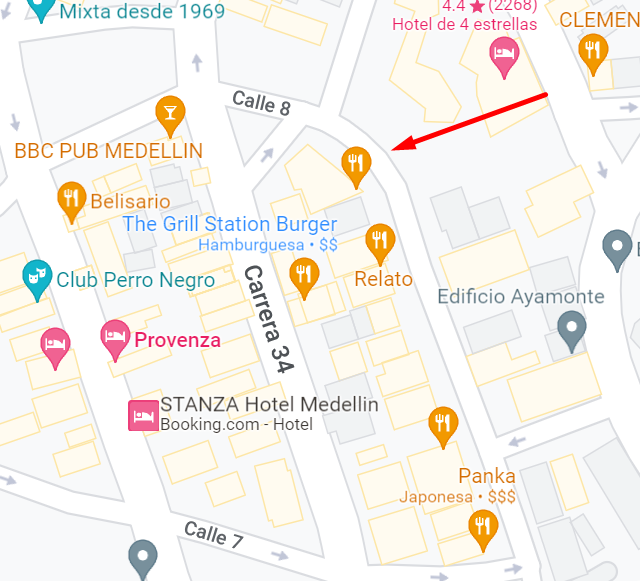 Mixta desde 1969
4.4 ★ (2268)
Hotel de 4 estrellas
CLEMEN
Calle 8
BBC PUB MEDELLIN
Belisario
The Grill Station Burger
Hamburguesa • $$
Relato
Club Perro Negro
Carrera 34
Edificio Ayamonte
Provenza
STANZA Hotel Medellin
Booking.com - Hotel
Panka
Japonesa • $$$
Calle 7